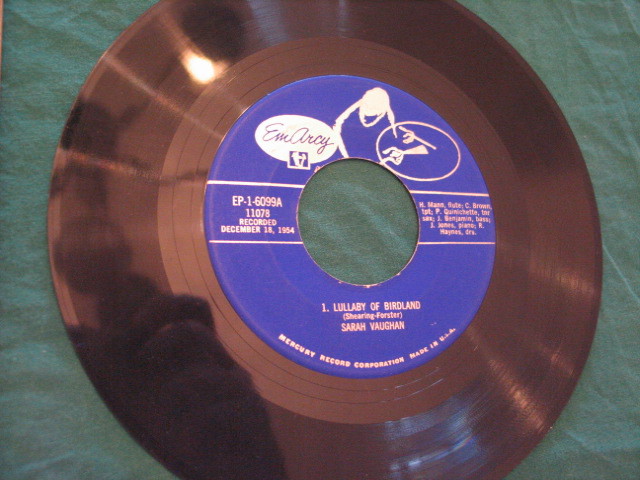 EmArcy
EP-1-6099A
11078
RECORDED
DECEMBER 18, 1954
H. Mann, flute; C. Brown,
tpt; P. Quinichette, tnr
sax; J. Benjamin, bass;
J. Jones, piano; R.
Haynes, drs.
1. LULLABY OF BIRDLAND
(Shearing-Forster)
SARAH VAUGHAN
MERCURY RECORD CORPORATION MADE IN U.S.A.